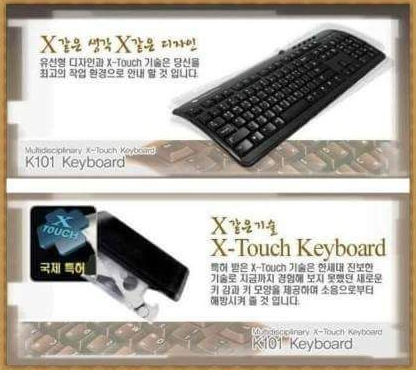 X같은 생각 X같은 디자인
유선형 디자인과 X-Touch 기술은 당신을
최고의 작업 환경으로 안내 할 것 입니다.
Multidisciplinary X-Touch Keyboard
K101 Keyboard
X
TOUCH
국제 특허
X같은기술
X-Touch Keyboard
특허 받은 X-Touch 기술은 한세대 진보한
기술로 지금까지 경험해 보지 못했던 새로운
키 감과 키 모양을 제공하며 소음으로부터
해방시켜 줄 것 입니다.
Multidisciplinary X-Touch Keyboard
K101 Keyboard